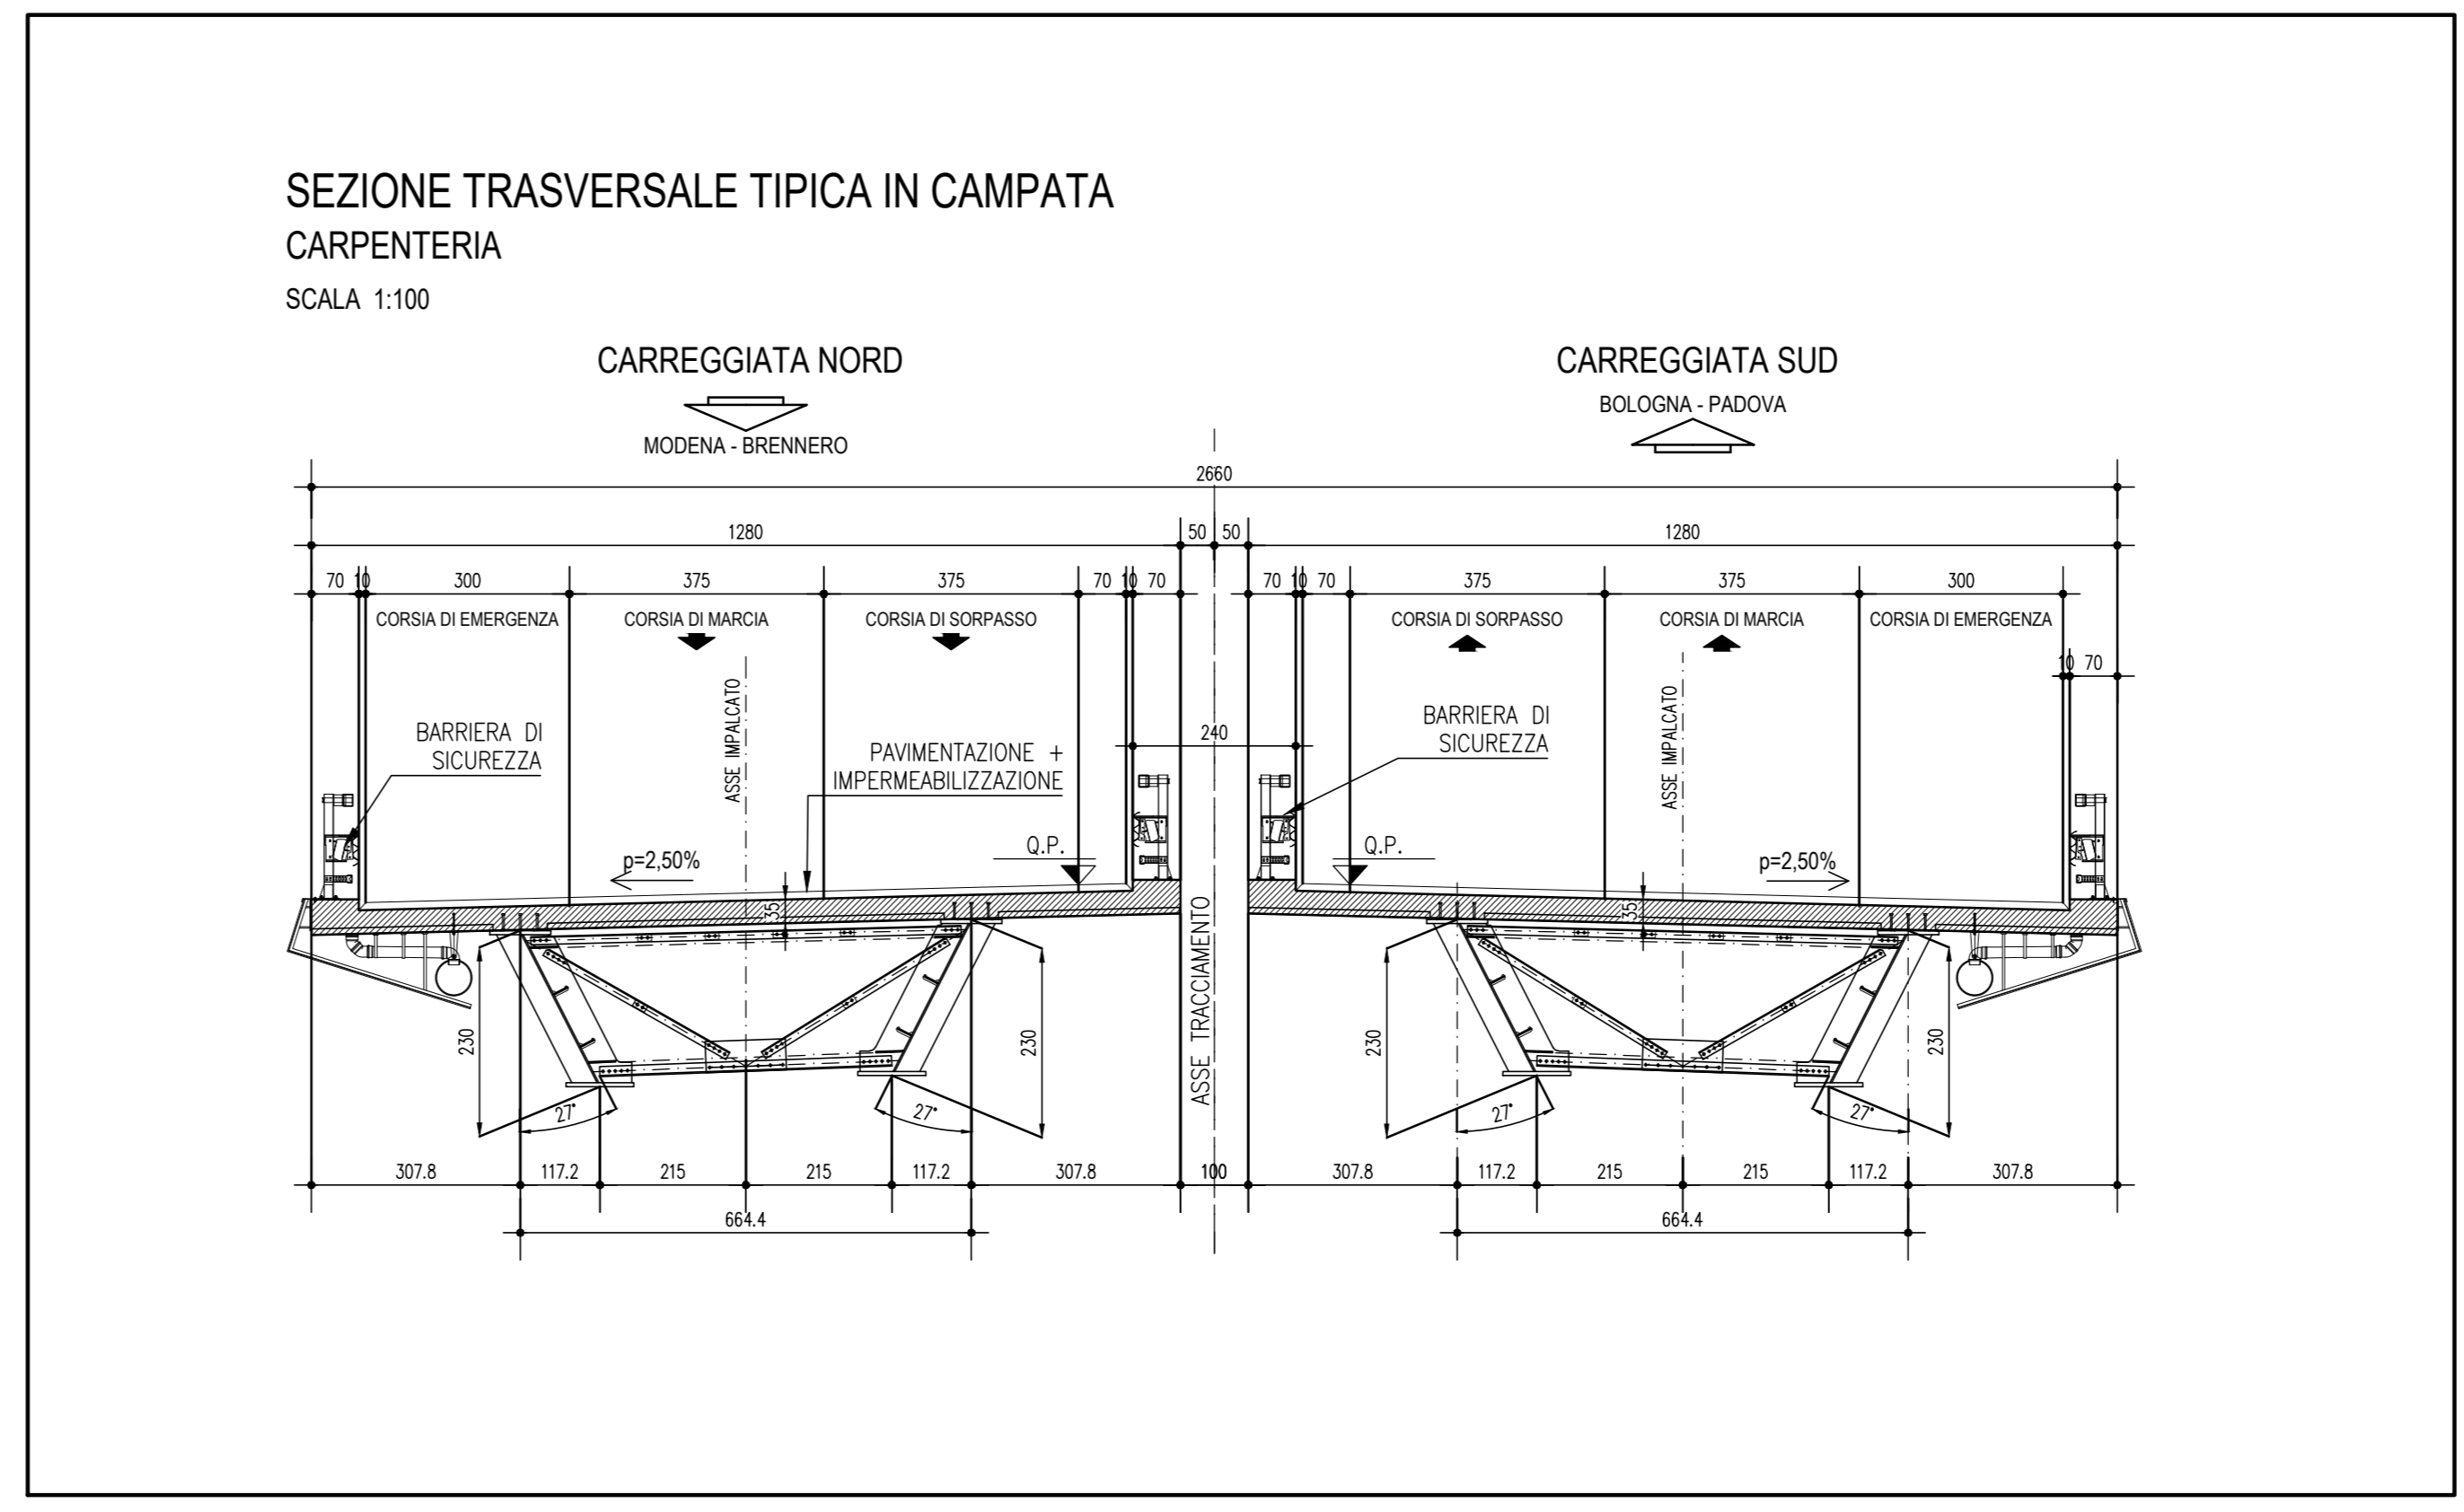 SEZIONE TRASVERSALE TIPICA IN CAMPATA
CARPENTERIA
SCALA 1:100
CARREGGIATA NORD
MODENA - BRENNERO
CARREGGIATA SUD
BOLOGNA - PADOVA
2660
1280 50 50 1280
70 10 300 375 375 70 10 70 70 10 70 375 375 300
CORSIA DI EMERGENZA CORSIA DI MARCIA CORSIA DI SORPASSO CORSIA DI SORPASSO CORSIA DI MARCIA CORSIA DI EMERGENZA
10 70
BARRIERA DI
SICUREZZA
ASSE IMPALCATO
PAVIMENTAZIONE +
IMPERMEABILIZZAZIONE
240
BARRIERA DI
SICUREZZA
ASSE IMPALCATO
p=2,50%
Q.P.
Q.P.
p=2,50%
35
35
ASSE TRACCIAMENTO
230
230
230
230
27°
27°
27°
27°
307.8 117.2 215 215 117.2 307.8 100 307.8 117.2 215 215 117.2 307.8
664.4 664.4